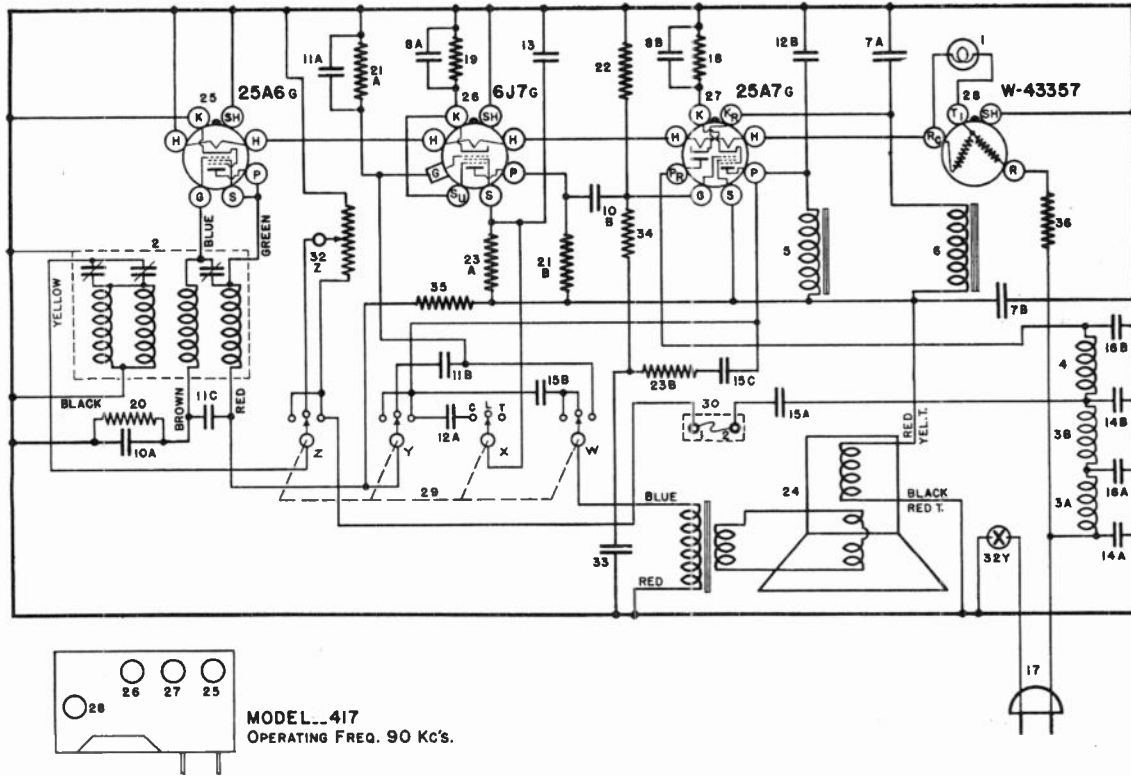 11A
21 A
8A
19
13
22
8B
18
12B
7A
1
25A6G
25
K
SH
H
H
G
S
P
6J7G
26
K
SH
H
H
G
SU
S
P
25A7G
27
K
KR
H
H
PR
G
S
P
W-43357
28
T1
SH
RC
R
36
2
BLUE
GREEN
YELLOW
32 Z
23 A
21 B
10 B
34
5
6
35
7B
16B
4
11B
15B
23B
15C
14B
3B
15A
30
1
2
BLACK
BROWN
11C
RED
20
10A
12A
C
L
T
Z
Y
X
W
29
RED
YEL.T.
24
BLACK
RED T.
16A
3A
14A
BLUE
33
RED
32Y
17
26
27
25
28
MODEL__417
OPERATING FREQ. 90 KC'S.